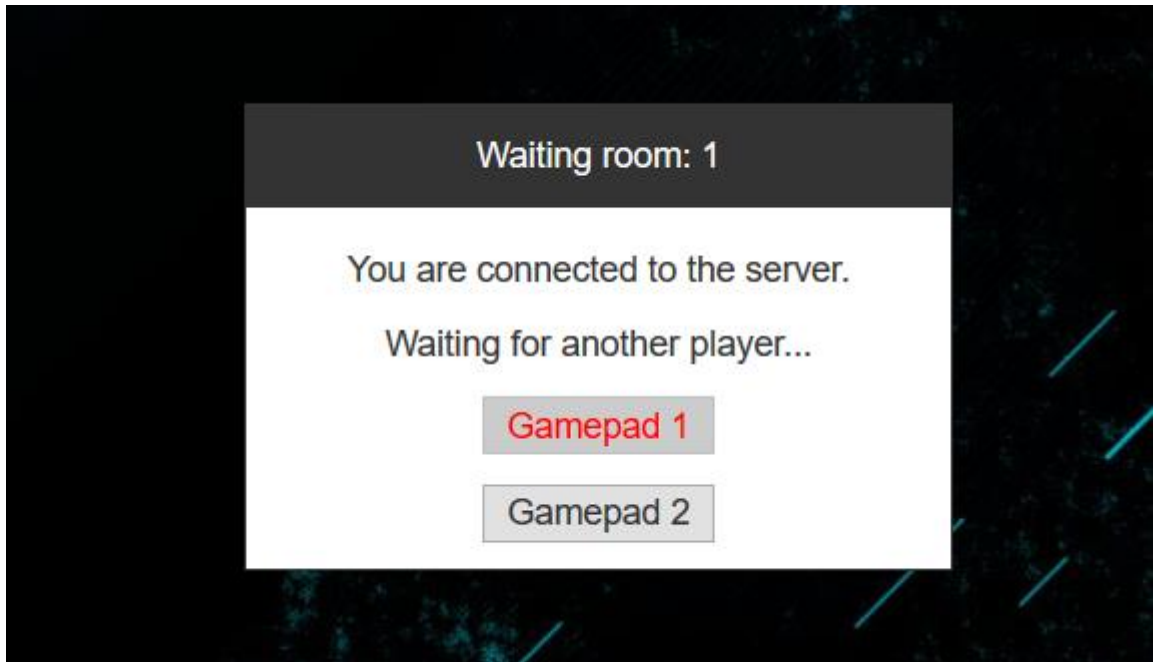 Waiting room: 1
You are connected to the server.
Waiting for another player...
Gamepad 1
Gamepad 2